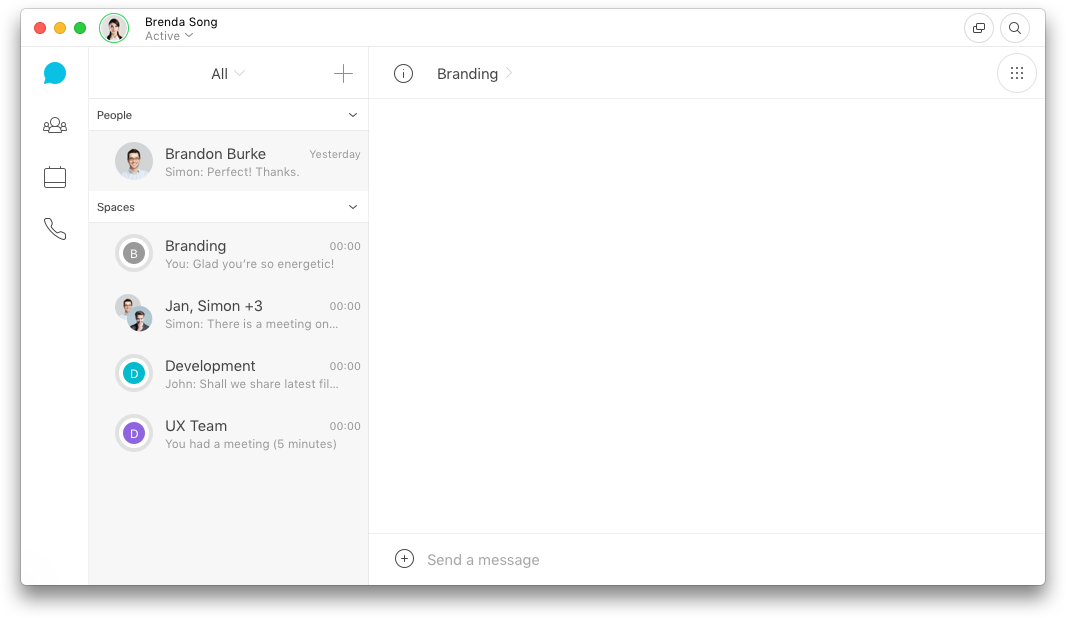 Brenda Song
Active
All
Branding
People
Brandon Burke
Yesterday
Simon: Perfect! Thanks.
Spaces
B
Branding
00:00
You: Glad you're so energetic!
Jan, Simon +3
00:00
Simon: There is a meeting on...
D
Development
00:00
John: Shall we share latest fil...
D
UX Team
00:00
You had a meeting (5 minutes)
Send a message